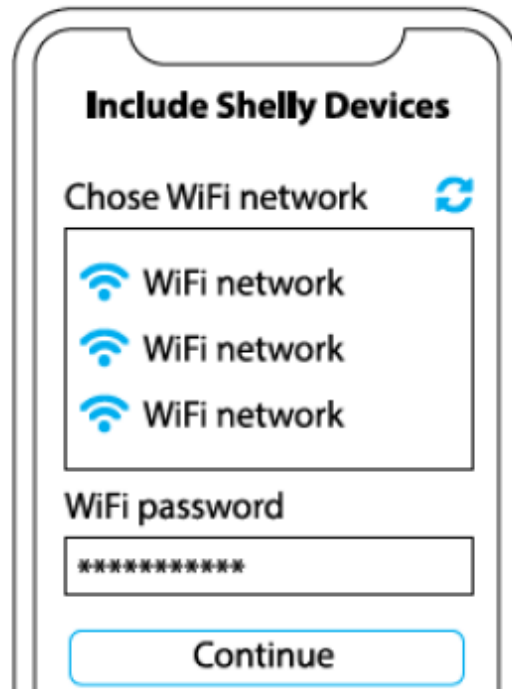 Include Shelly Devices
Chose WiFi network
WiFi network
WiFi network
WiFi network
WiFi password
***********
Continue